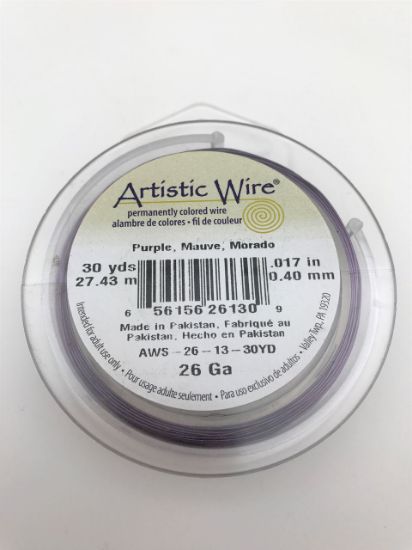 Artistic Wire®
permanently colored wire
alambre de colores • fil de couleur
Purple, Mauve, Morado
30 yds
27.43 m
.017 in
0.40 mm
6 56156 26130 9
Made in Pakistan, Fabriqué au
Pakistan, Hecho en Pakistan
AWS-26-13-30YD
26 Ga
Intended for adult use only • Pour usage adulte seulement • Para uso exclusivo de adultos • Valley Twp., PA 19320